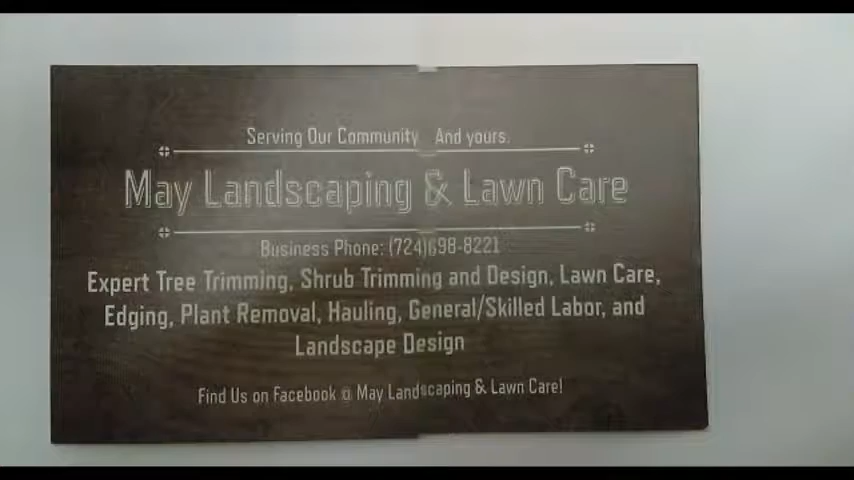 Serving Our Community And yours.
May Landscaping & Lawn Care
Business Phone: (724)698-8221
Expert Tree Trimming, Shrub Trimming and Design, Lawn Care,
Edging, Plant Removal, Hauling, General/Skilled Labor, and
Landscape Design
Find Us on Facebook @ May Landscaping & Lawn Care!